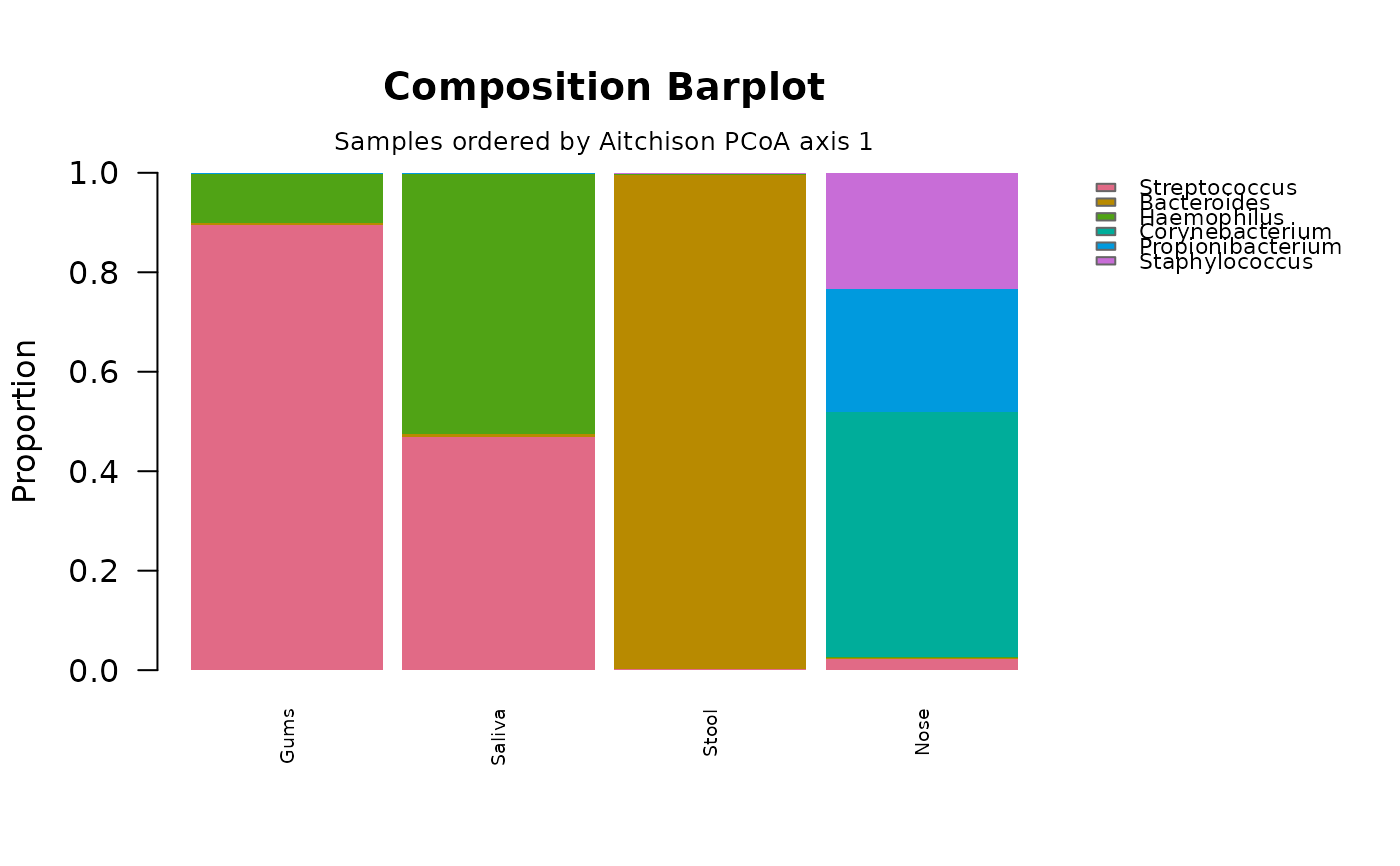 Composition Barplot
Samples ordered by Aitchison PCoA axis 1
Proportion
1.0
0.8
0.6
0.4
0.2
0.0
Gums
Saliva
Stool
Nose
Streptococcus
Bacteroides
Haemophilus
Corynebacterium
Propionibacterium
Staphylococcus